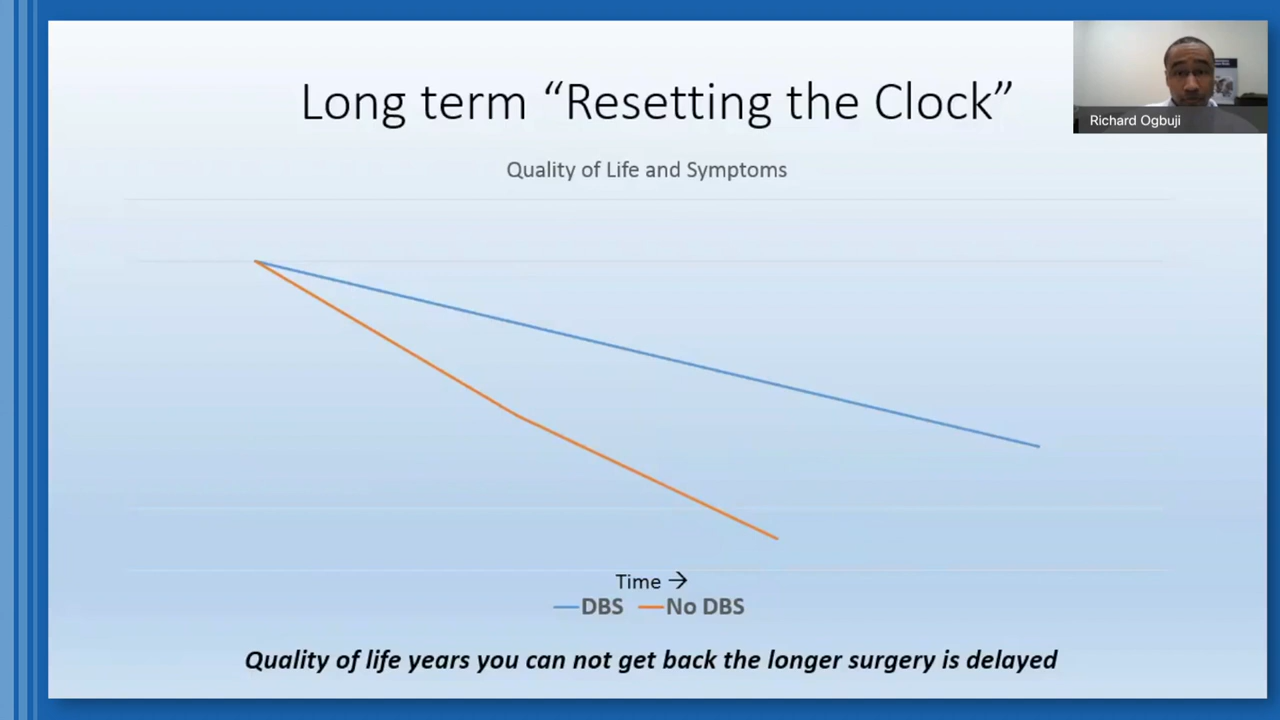 Long term “Resetting the Clock”
Richard Ogbuji
Quality of Life and Symptoms
Time →
DBS No DBS
Quality of life years you can not get back the longer surgery is delayed